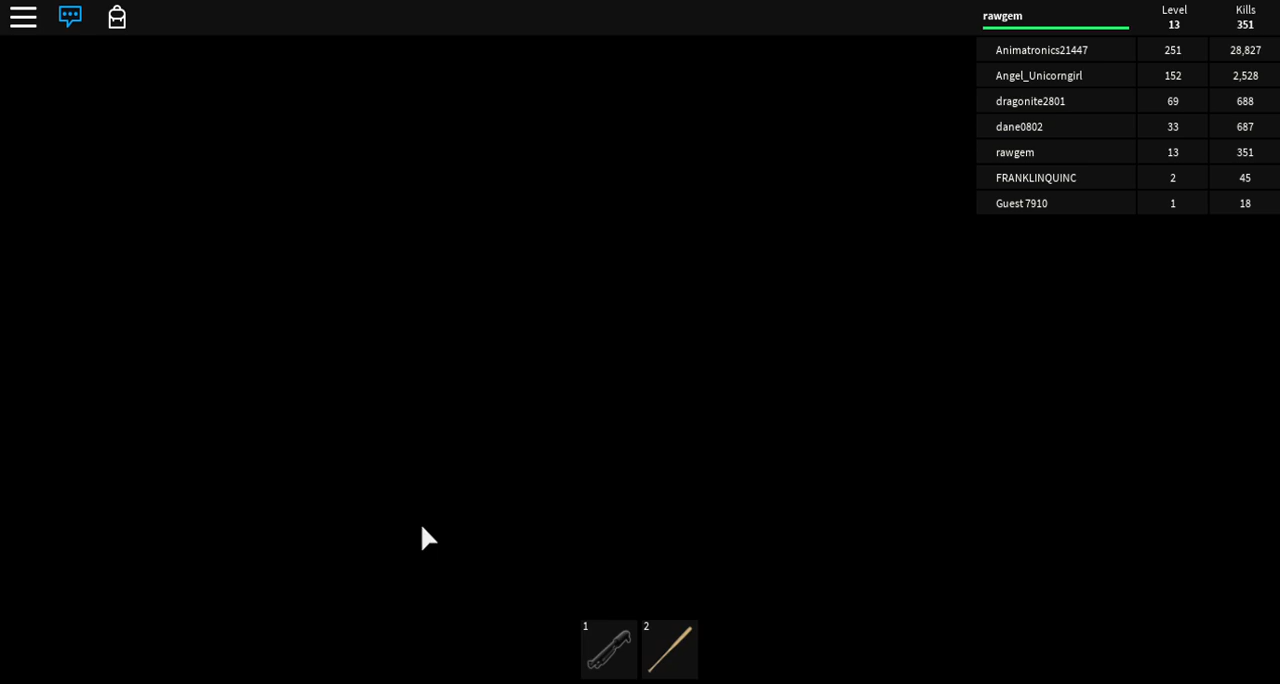 rawgem Level Kills
13 351
Animatronics21447 251 28,827
Angel_Unicorngirl 152 2,528
dragonite2801 69 688
dane0802 33 687
rawgem 13 351
FRANKLINQUINC 2 45
Guest 7910 1 18
1 2